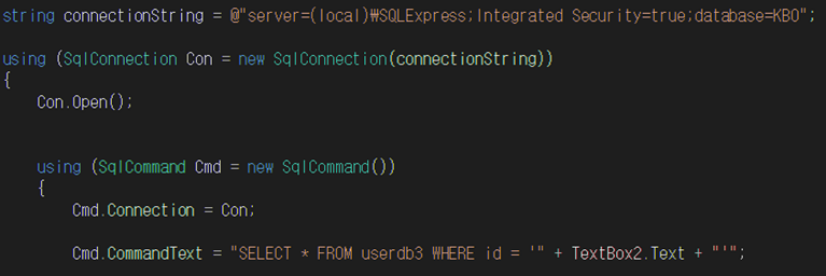 string connectionString = @"server=(local)₩SQLExpress;Integrated Security=true;database=KBO";
using (SqlConnection Con = new SqlConnection(connectionString))
{
Con.Open();
using (SqlCommand Cmd = new SqlCommand())
{
Cmd.Connection = Con;
Cmd.CommandText = "SELECT * FROM userdb3 WHERE id = '" + TextBox2.Text + "'";